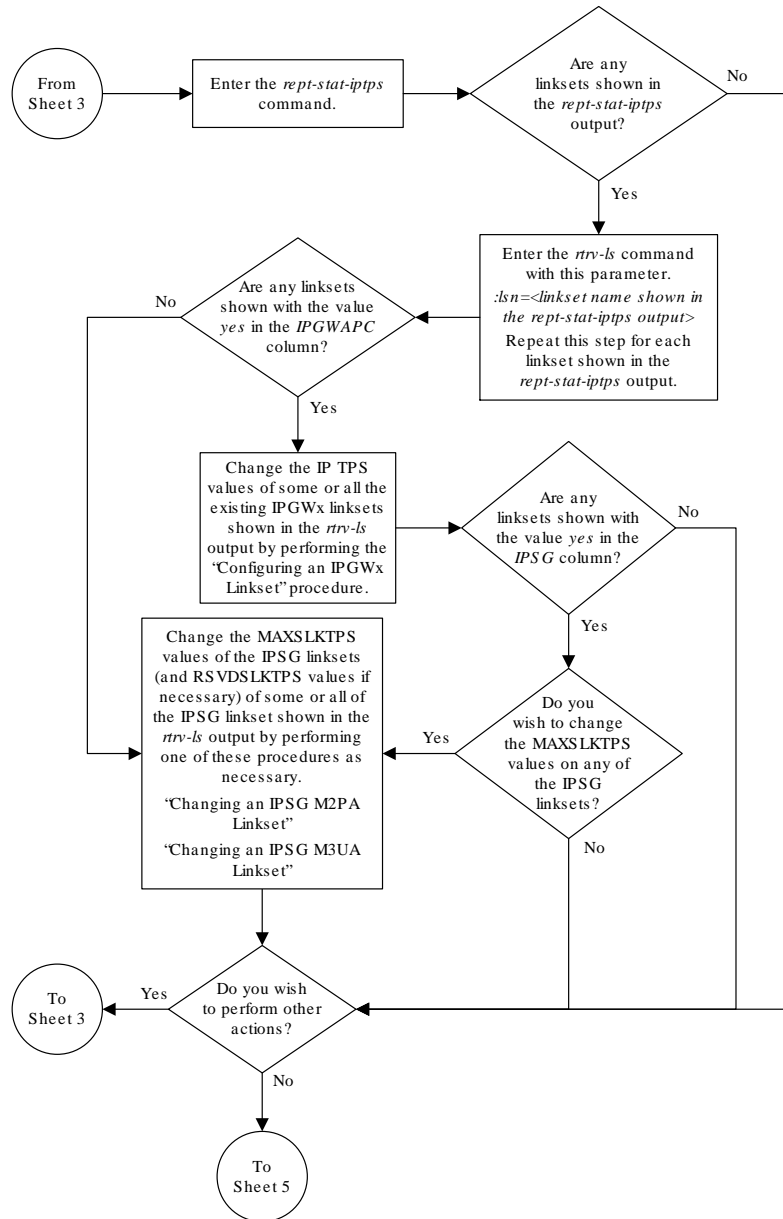 From
Sheet 3
Enter the rept-stat-iptps
command.
Are any
linksets shown in
the rept-stat-iptps
output?
No
Yes
Enter the rtrv-ls command
with this parameter.
:lsn=<linkset name shown in
the rept-stat-iptps output>
Repeat this step for each
linkset shown in the
rept-stat-iptps output.
Are any linksets
shown with the value
yes in the IPGWAPC
column?
No
Yes
Change the IP TPS
values of some or all the
existing IPGWx linksets
shown in the rtrv-ls
output by performing the
“Configuring an IPGWx
Linkset” procedure.
Are any
linksets shown with
the value yes in the
IPSG column?
No
Yes
Change the MAXSLKTPS
values of the IPSG linksets
(and RSVDSLKTPS values if
necessary) of some or all of
the IPSG linkset shown in the
rtrv-ls output by performing
one of these procedures as
necessary.
“Changing an IPSG M2PA
Linkset”
“Changing an IPSG M3UA
Linkset”
Do you
wish to change
the MAXSLKTPS
values on any of
the IPSG
linksets?
Yes
No
Do you wish
to perform other
actions?
Yes
No
To
Sheet 3
To
Sheet 5